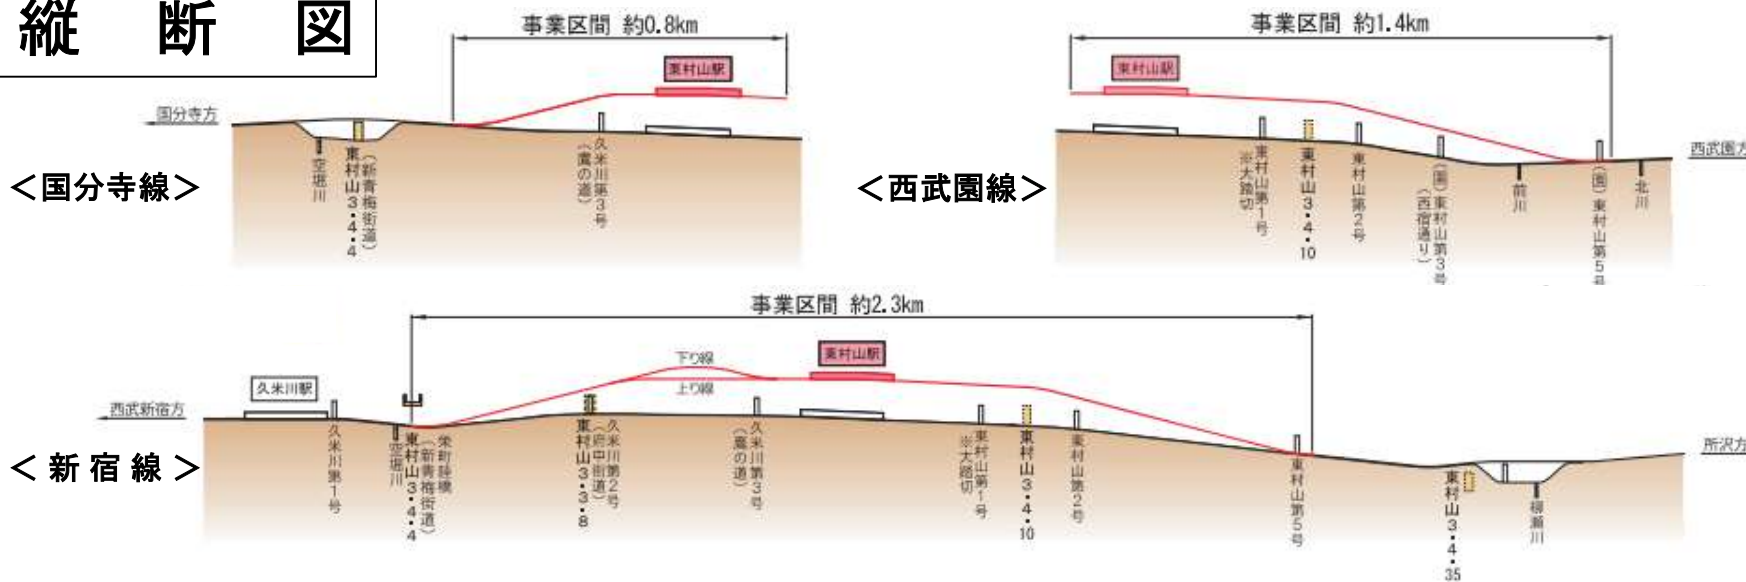 縦断図
事業区間 約0.8km
東村山駅
国分寺方
<国分寺線>
空堀川
東村山3・4・4
(新青梅街道)
久米川第3号
(鷹の道)
事業区間 約1.4km
東村山駅
西武園方
<西武園線>
東村山第1号
※大踏切
東村山3・4・10
東村山第2号
(園)東村山第3号
(西宿通り)
前川
(園)東村山第5号
北川
事業区間 約2.3km
下り線
上り線
東村山駅
久米川駅
西武新宿方
所沢方
<新宿線>
久米川第1号
空堀川
栄町陸橋
東村山3・4・4
(新青梅街道)
久米川第2号
(府中街道)
東村山3・3・8
久米川第3号
(鷹の道)
東村山第1号
※大踏切
東村山3・4・10
東村山第2号
東村山第5号
東村山3・4・35
柳瀬川